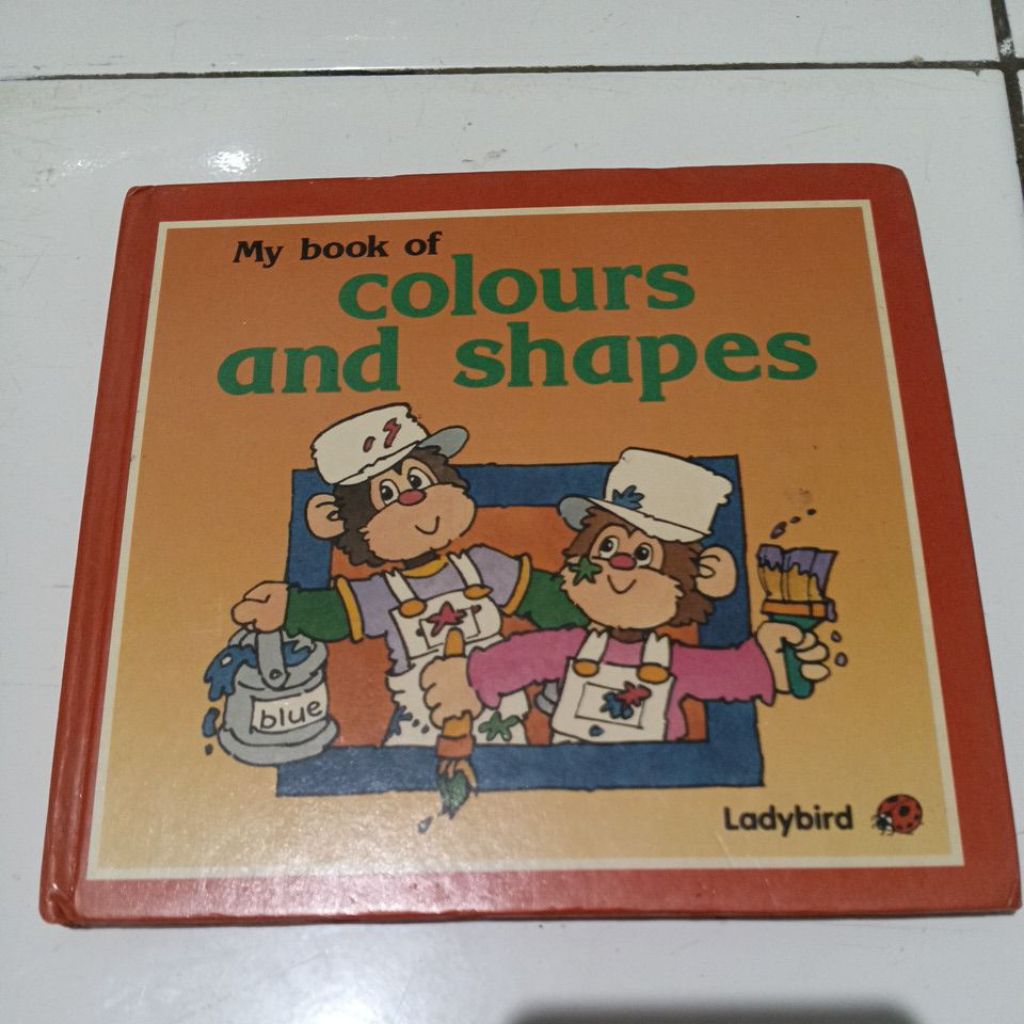 My book of
colours
and shapes
blue
Ladybird